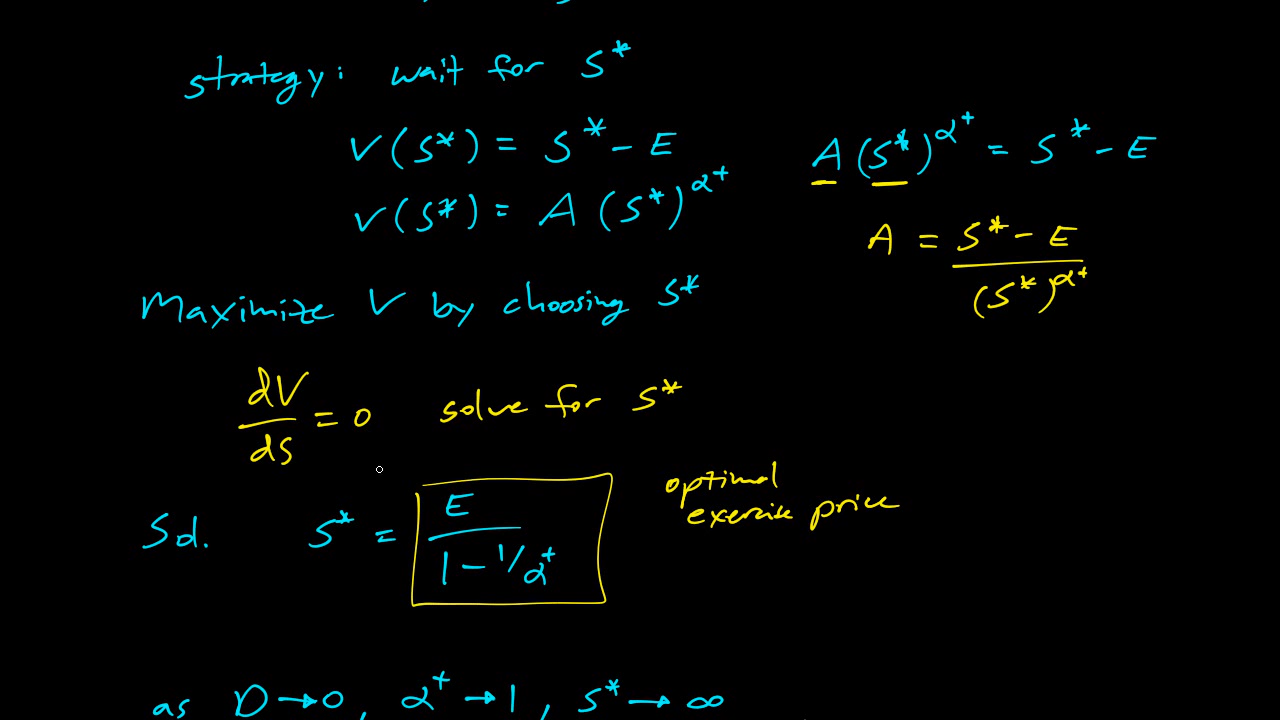 strategy: wait for S*
V(S*) = S* - E
V(S*) = A(S*)^α⁺
A(S*)^α⁺ = S* - E
A = (S* - E)/(S*)^α⁺
Maximize V by choosing S*
dV/dS = 0 solve for S*
Sol. S* = E/(1 - 1/α⁺)
optimal
exercise price
as D → 0, α⁺ → 1, S* → ∞